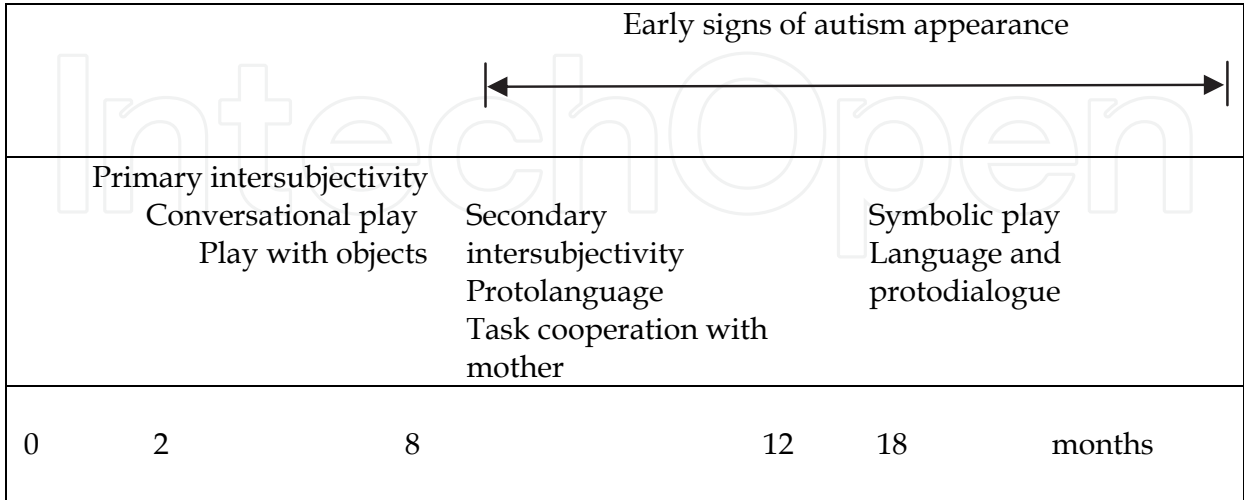 Early signs of autism appearance
IntechOpen
Primary intersubjectivity
Conversational play
Play with objects
Secondary
intersubjectivity
Protolanguage
Task cooperation with
mother
Symbolic play
Language and
protodialogue
0 2 8 12 18 months